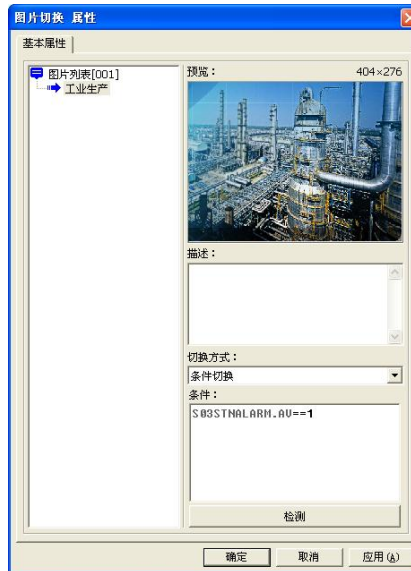 图片切换 属性
基本属性
图片列表[001]
工业生产
预览： 404×276
描述：
切换方式：
条件切换
条件：
S03STNALARM.AV==1
检测
确定 取消 应用(A)